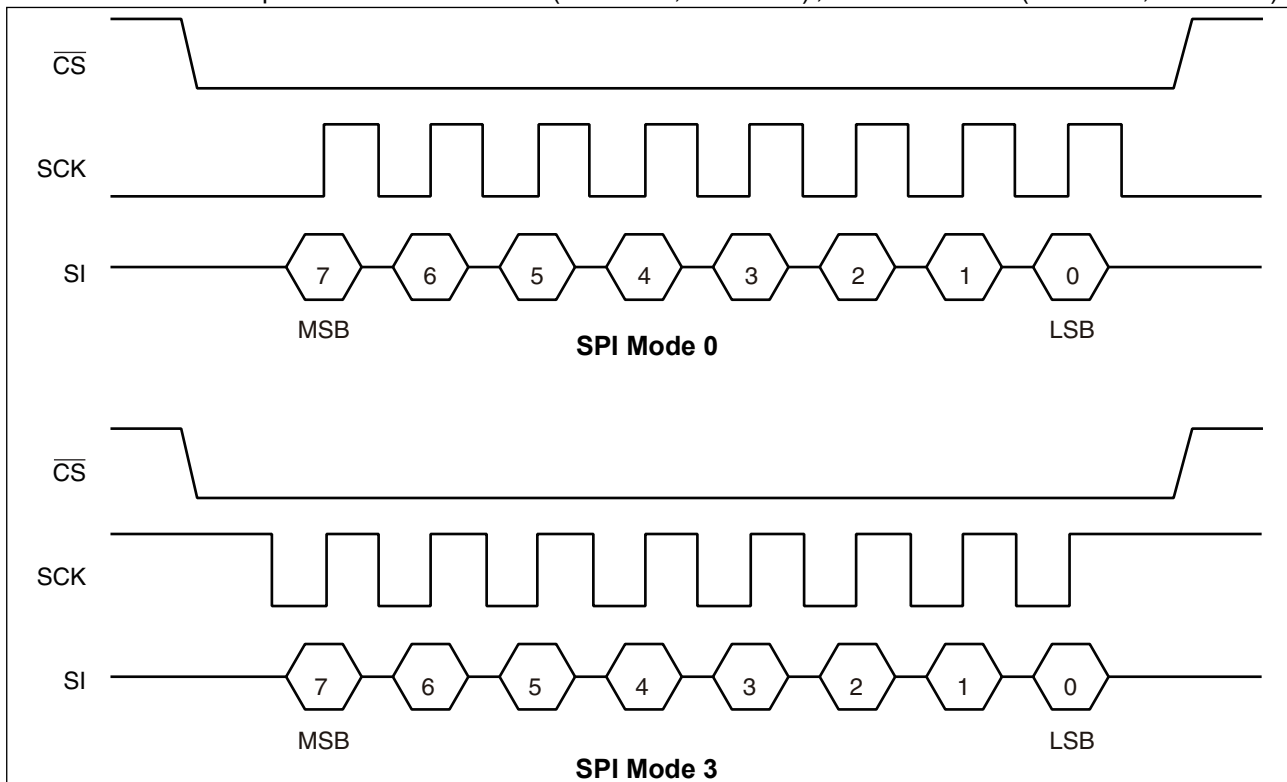 CS
SCK
SI
7 6 5 4 3 2 1 0
MSB LSB
SPI Mode 0
CS
SCK
SI
7 6 5 4 3 2 1 0
MSB LSB
SPI Mode 3